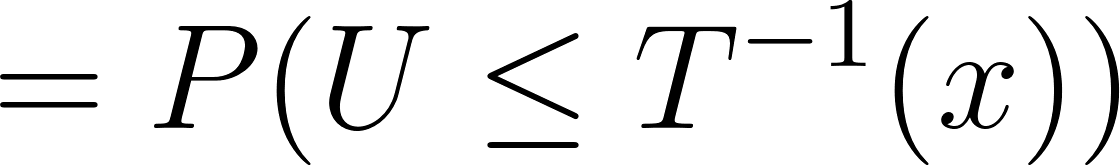 = P(U ≤ T⁻¹(x))